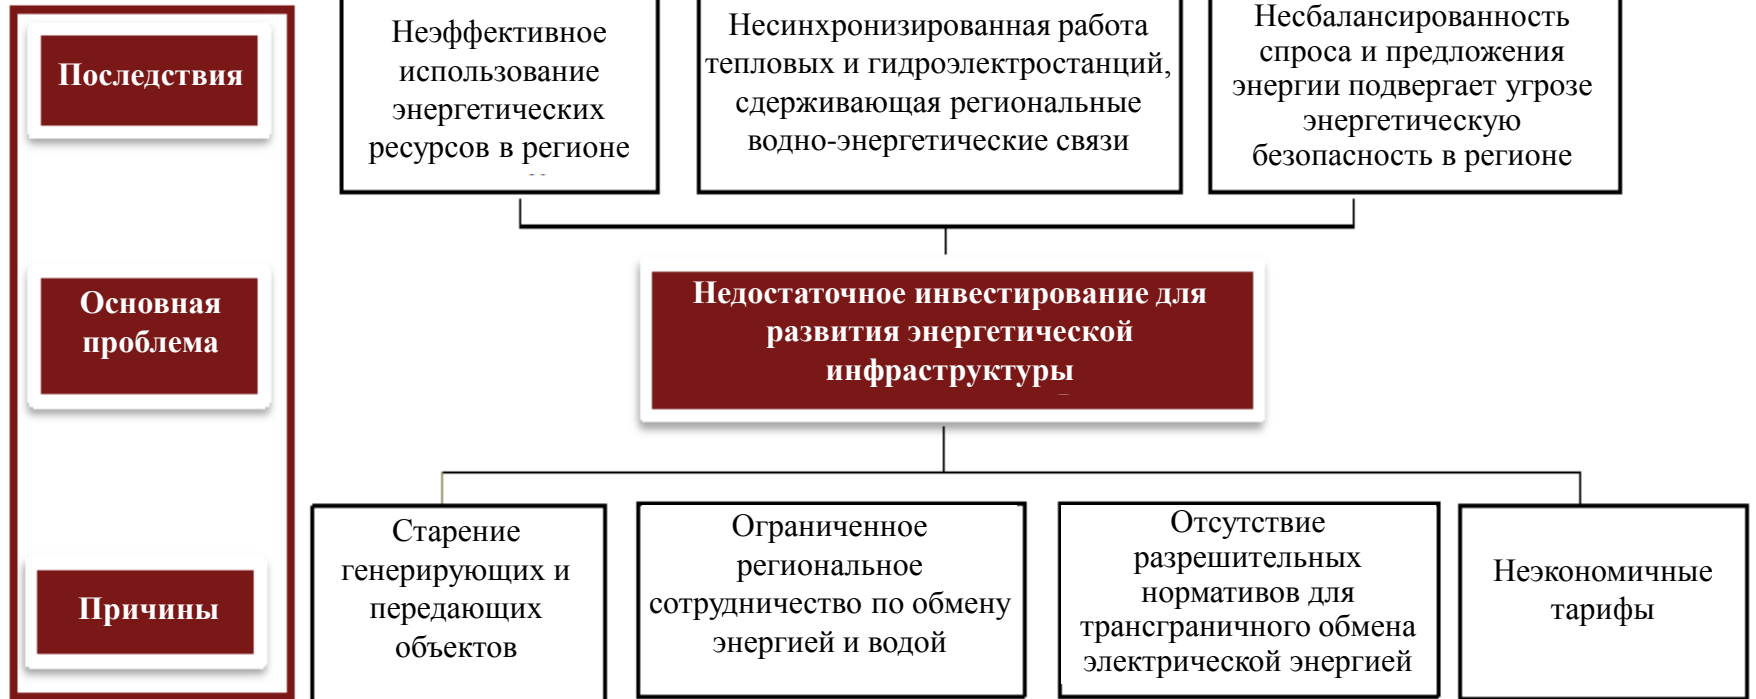 Последствия
Неэффективное
использование
энергетических
ресурсов в регионе
Несинхронизированная работа
тепловых и гидроэлектростанций,
сдерживающая региональные
водно-энергетические связи
Несбалансированность
спроса и предложения
энергии подвергает угрозе
энергетическую
безопасность в регионе
Основная
проблема
Недостаточное инвестирование для
развития энергетической
инфраструктуры
Причины
Старение
генерирующих и
передающих
объектов
Ограниченное
региональное
сотрудничество по обмену
энергией и водой
Отсутствие
разрешительных
нормативов для
трансграничного обмена
электрической энергией
Неэкономичные
тарифы